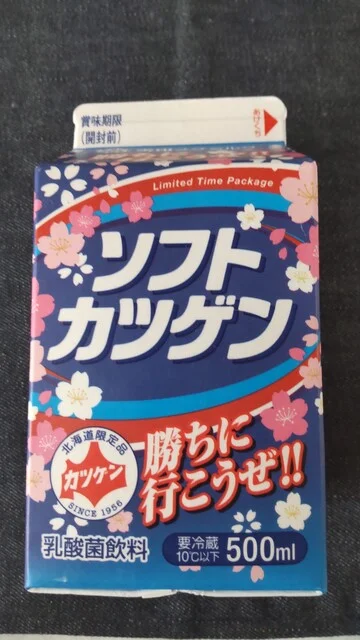 賞味期限
(開封前)
あけくち
Limited Time Package
ソフト
カツゲン
北海道限定品
カツゲン
SINCE 1956
勝ちに
行こうぜ!!
乳酸菌飲料
要冷蔵
10℃以下
500ml